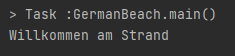 > Task :GermanBeach.main()
Willkommen am Strand